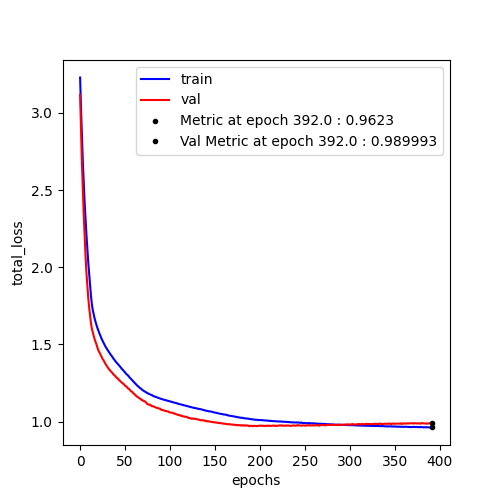 train
val
Metric at epoch 392.0 : 0.9623
Val Metric at epoch 392.0 : 0.989993
total_loss
3.0
2.5
2.0
1.5
1.0
0 50 100 150 200 250 300 350 400
epochs